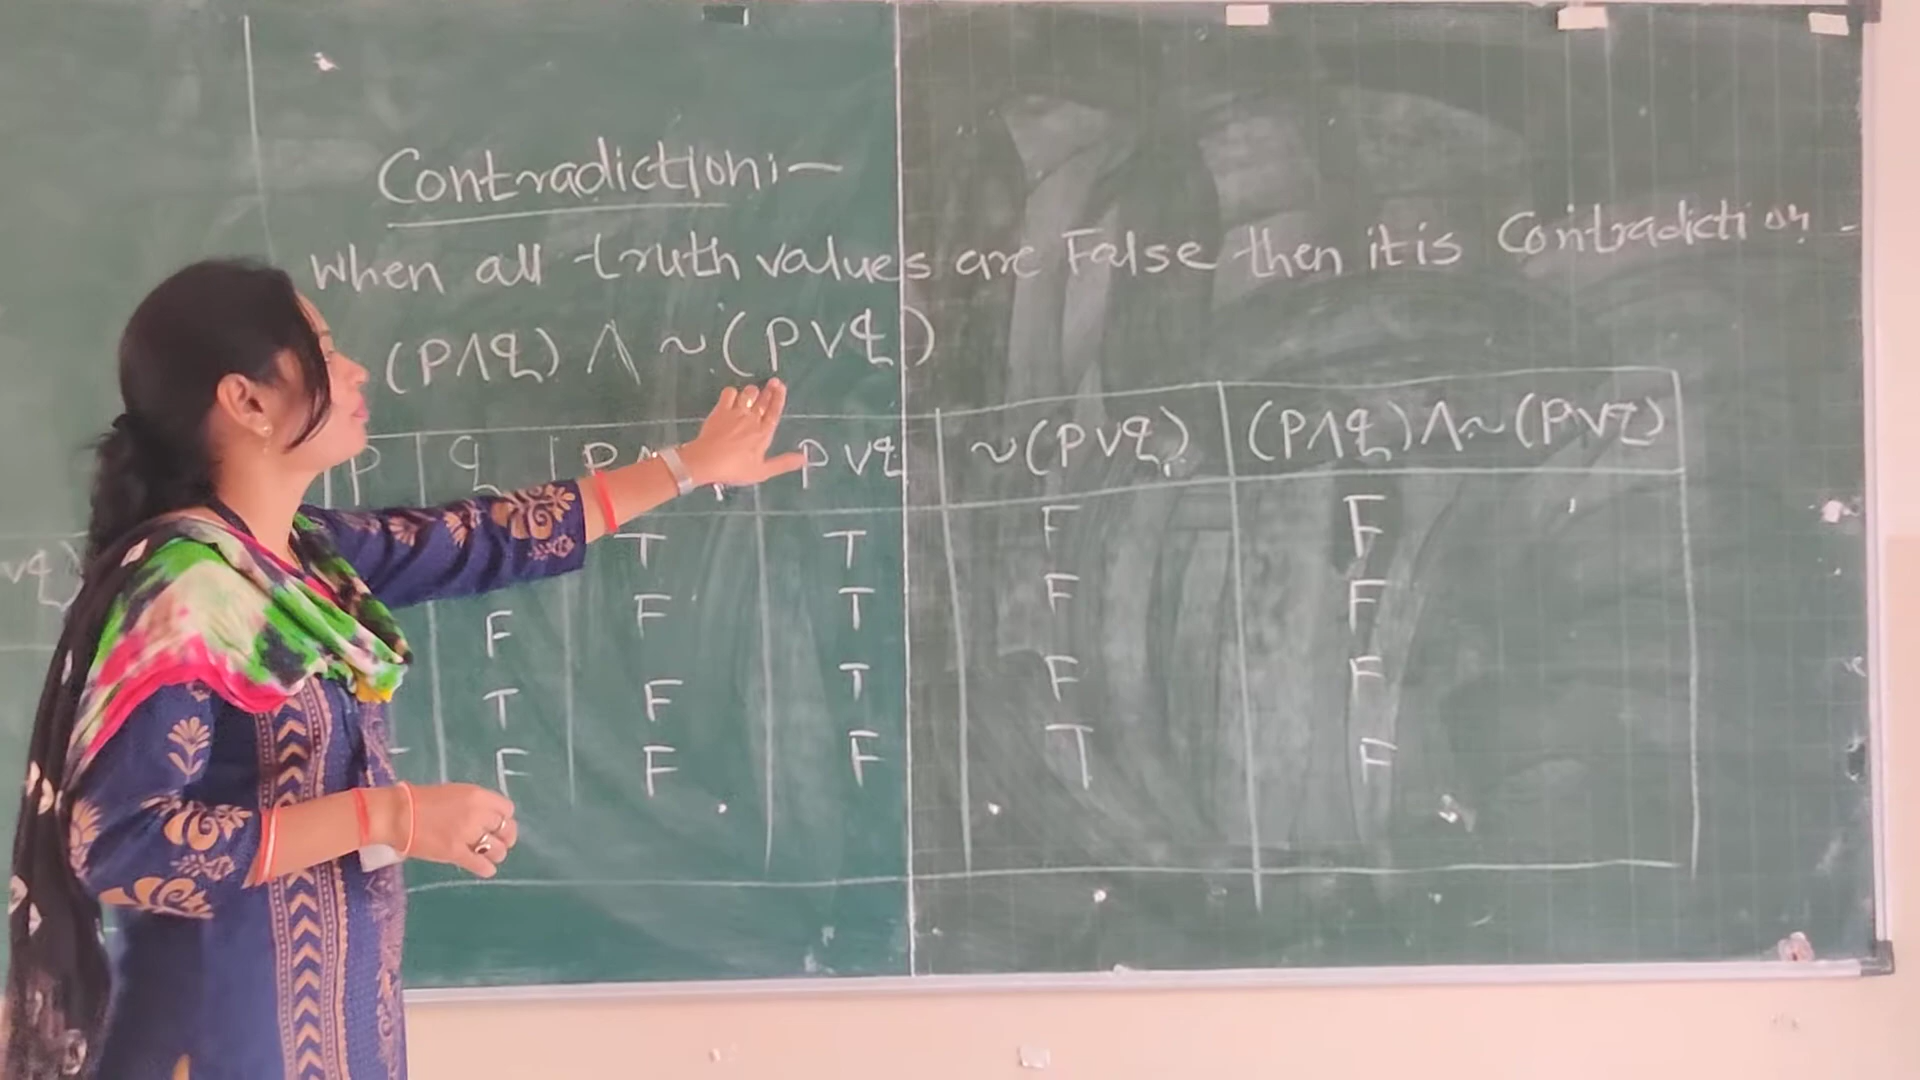 Contradiction:-
When all truth values are False then it is Contradiction -
(P∧q) ∧ ~(P∨q)
P q P∧ P∨q ~(P∨q) (P∧q)∧~(P∨q)
T T F F
F F T F F
T F T F F
F F F T F
∨q)